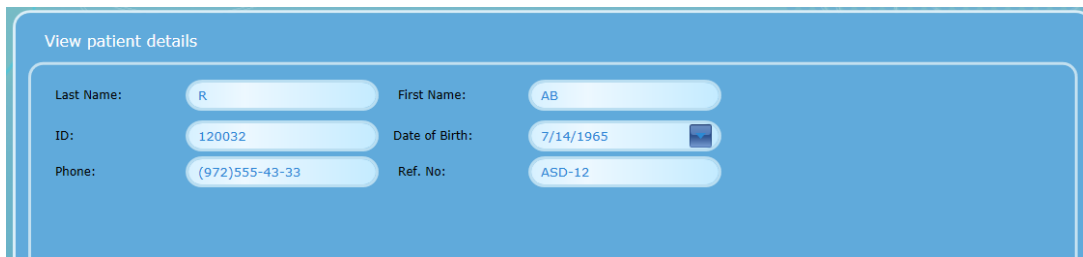 View patient details
Last Name: R First Name: AB
ID: 120032 Date of Birth: 7/14/1965
Phone: (972)555-43-33 Ref. No: ASD-12